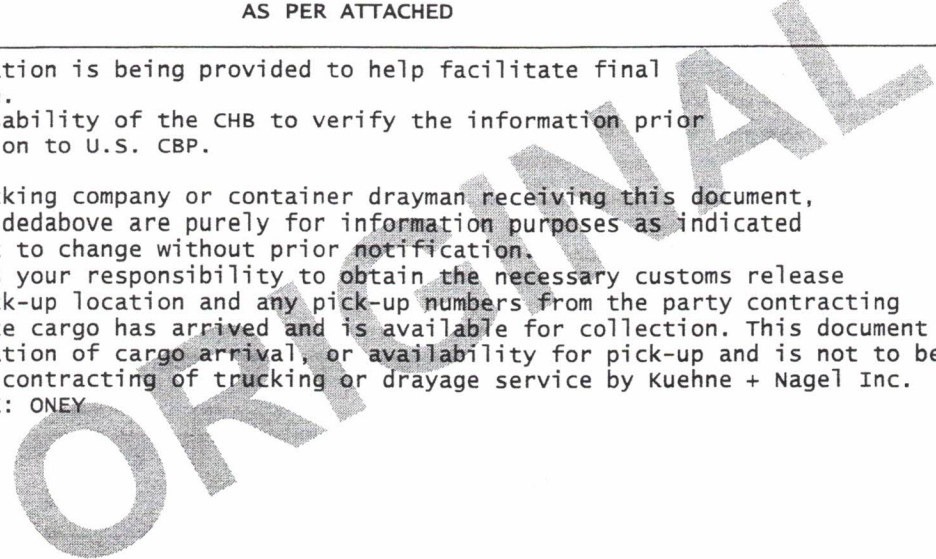 AS PER ATTACHED
tion is being provided to help facilitate final
.
ability of the CHB to verify the information prior
on to U.S. CBP.
king company or container drayman receiving this document,
dedabove are purely for information purposes as indicated
to change without prior notification.
your responsibility to obtain the necessary customs release
k-up location and any pick-up numbers from the party contracting
e cargo has arrived and is available for collection. This document
tion of cargo arrival, or availability for pick-up and is not to be
contracting of trucking or drayage service by Kuehne + Nagel Inc.
: ONEY
ORIGINAL